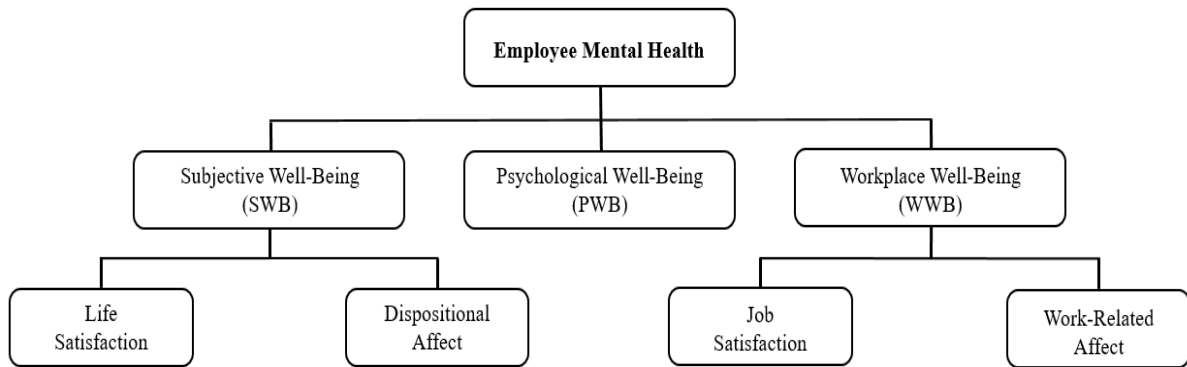 Employee Mental Health
Subjective Well-Being
(SWB)
Psychological Well-Being
(PWB)
Workplace Well-Being
(WWB)
Life
Satisfaction
Dispositional
Affect
Job
Satisfaction
Work-Related
Affect